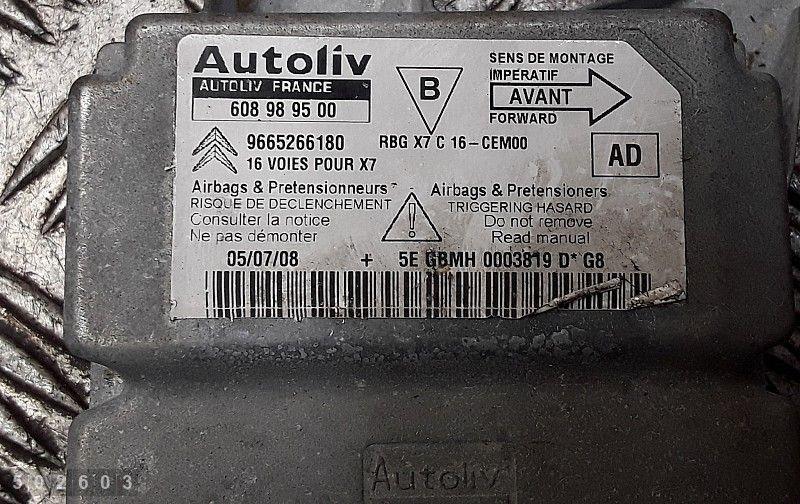 Autoliv
AUTOLIV FRANCE
608 98 95 00
B
SENS DE MONTAGE
IMPERATIF
AVANT
FORWARD
9665266180
RBG X7 C 16-CEM00
16 VOIES POUR X7
AD
Airbags & Pretensionneurs
RISQUE DE DECLENCHEMENT
Consulter la notice
Ne pas démonter
!
Airbags & Pretensioners
TRIGGERING HASARD
Do not remove
Read manual
05/07/08 + 5E GBMH 0003819 D* G8
Autoliv
502603